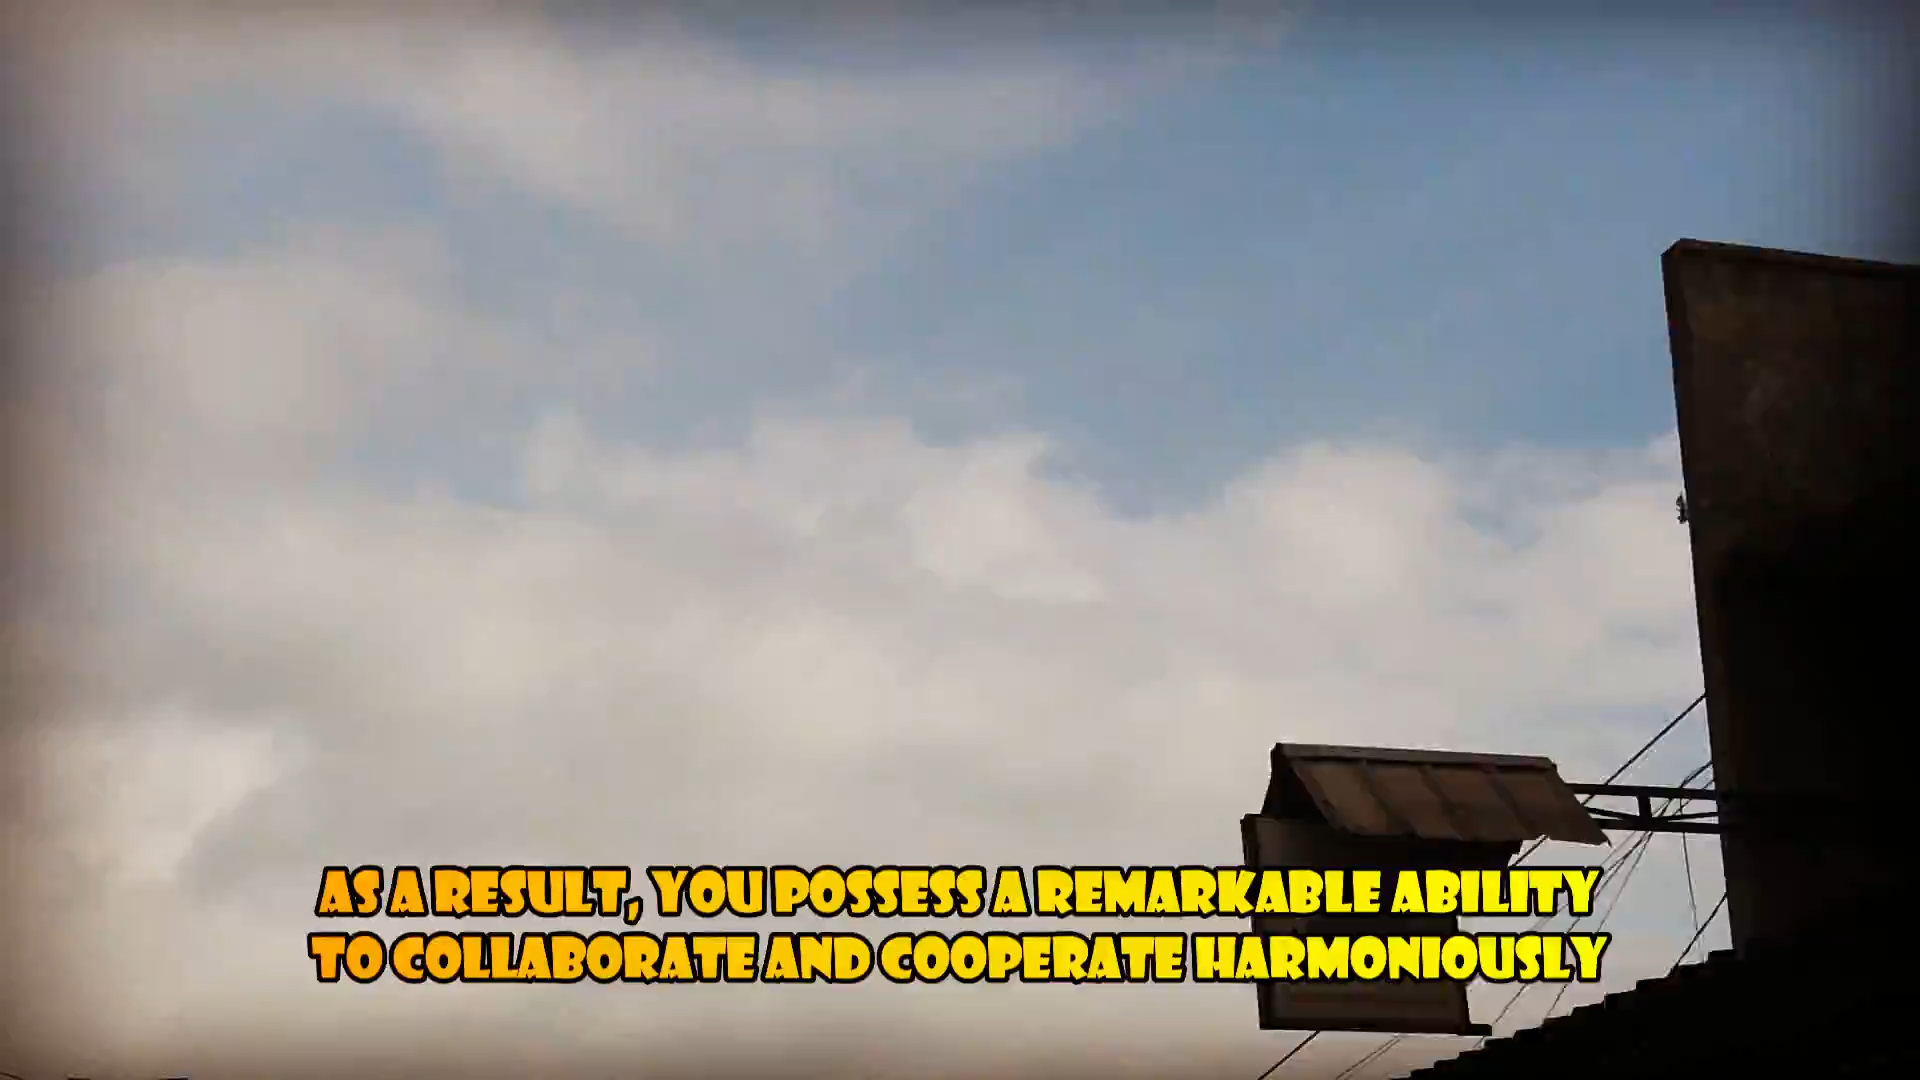 AS A RESULT, YOU POSSESS A REMARKABLE ABILITY
TO COLLABORATE AND COOPERATE HARMONIOUSLY